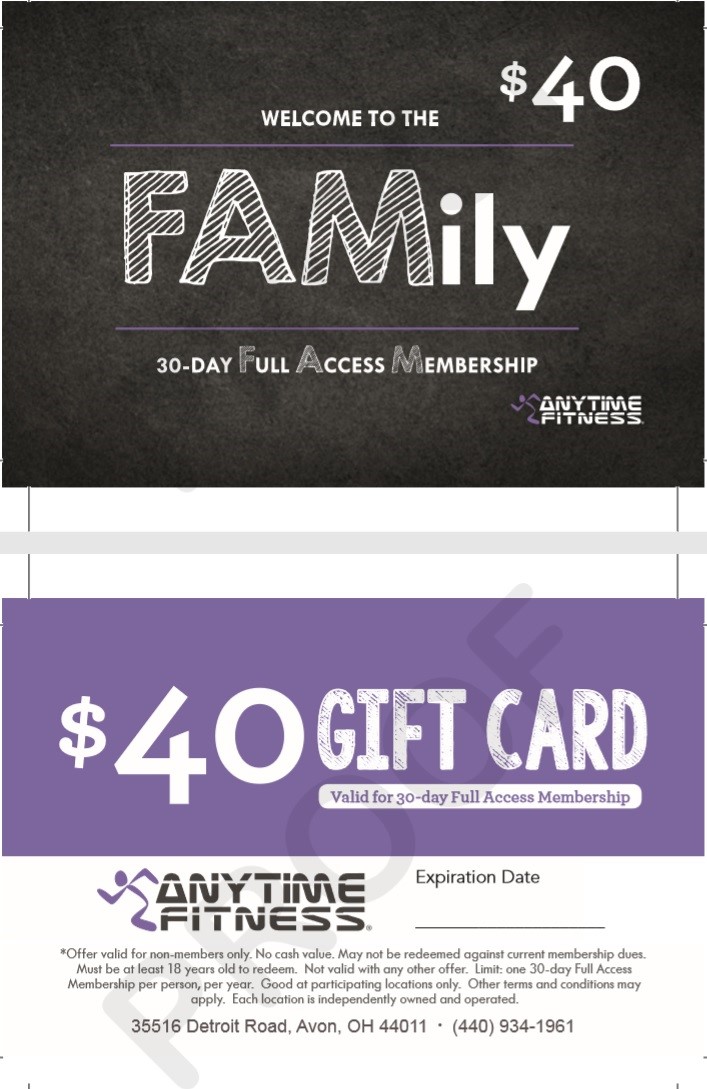 $40
WELCOME TO THE
FAMily
30-DAY FULL ACCESS MEMBERSHIP
ANYTIME
FITNESS.
$40 GIFT CARD
Valid for 30-day Full Access Membership
ANYTIME
FITNESS®
Expiration Date
*Offer valid for non-members only. No cash value. May not be redeemed against current membership dues.
Must be at least 18 years old to redeem. Not valid with any other offer. Limit: one 30-day Full Access
Membership per person, per year. Good at participating locations only. Other terms and conditions may
apply. Each location is independently owned and operated.
35516 Detroit Road, Avon, OH 44011 · (440) 934-1961
PROOF